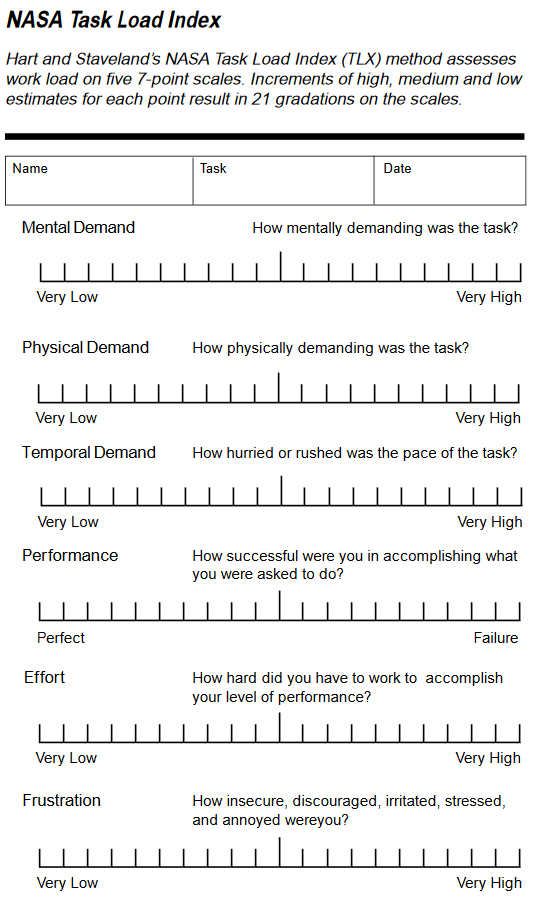 NASA Task Load Index
Hart and Staveland's NASA Task Load Index (TLX) method assesses
work load on five 7-point scales. Increments of high, medium and low
estimates for each point result in 21 gradations on the scales.
Name Task Date
Mental Demand How mentally demanding was the task?
Very Low Very High
Physical Demand How physically demanding was the task?
Very Low Very High
Temporal Demand How hurried or rushed was the pace of the task?
Very Low Very High
Performance How successful were you in accomplishing what
you were asked to do?
Perfect Failure
Effort How hard did you have to work to accomplish
your level of performance?
Very Low Very High
Frustration How insecure, discouraged, irritated, stressed,
and annoyed wereyou?
Very Low Very High